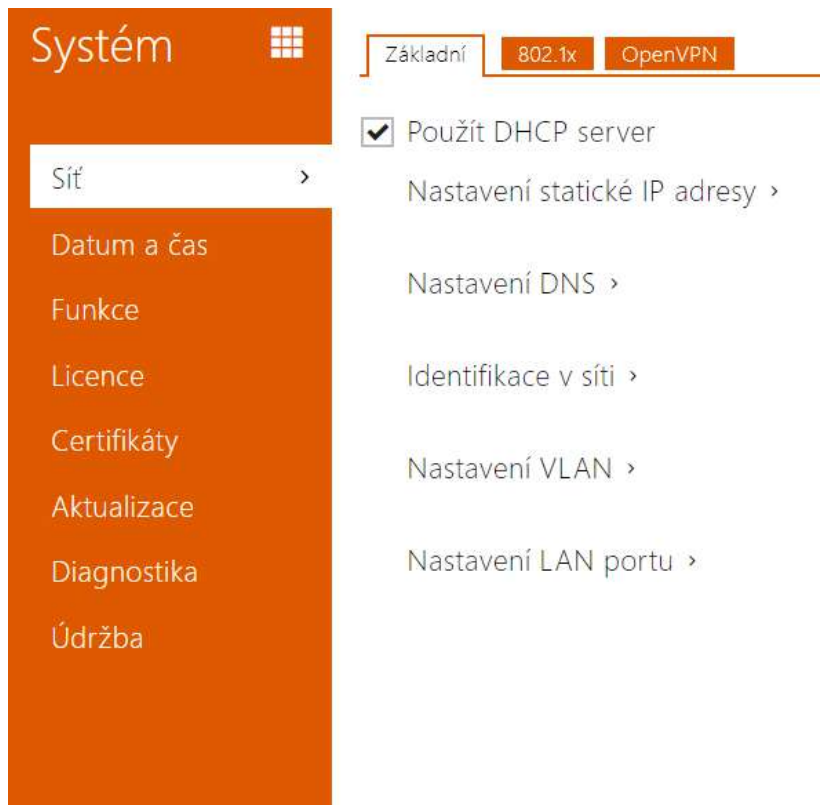 Systém
Síť
Datum a čas
Funkce
Licence
Certifikáty
Aktualizace
Diagnostika
Údržba
Základní
802.1x
OpenVPN
Použít DHCP server
Nastavení statické IP adresy
Nastavení DNS
Identifikace v síti
Nastavení VLAN
Nastavení LAN portu